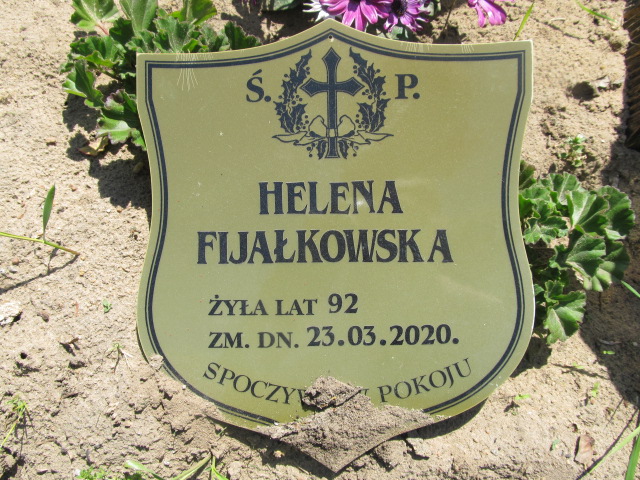 Ś. P.
HELENA
FIJAŁKOWSKA
ŻYŁA LAT 92
ZM. DN. 23.03.2020.
POKOJU